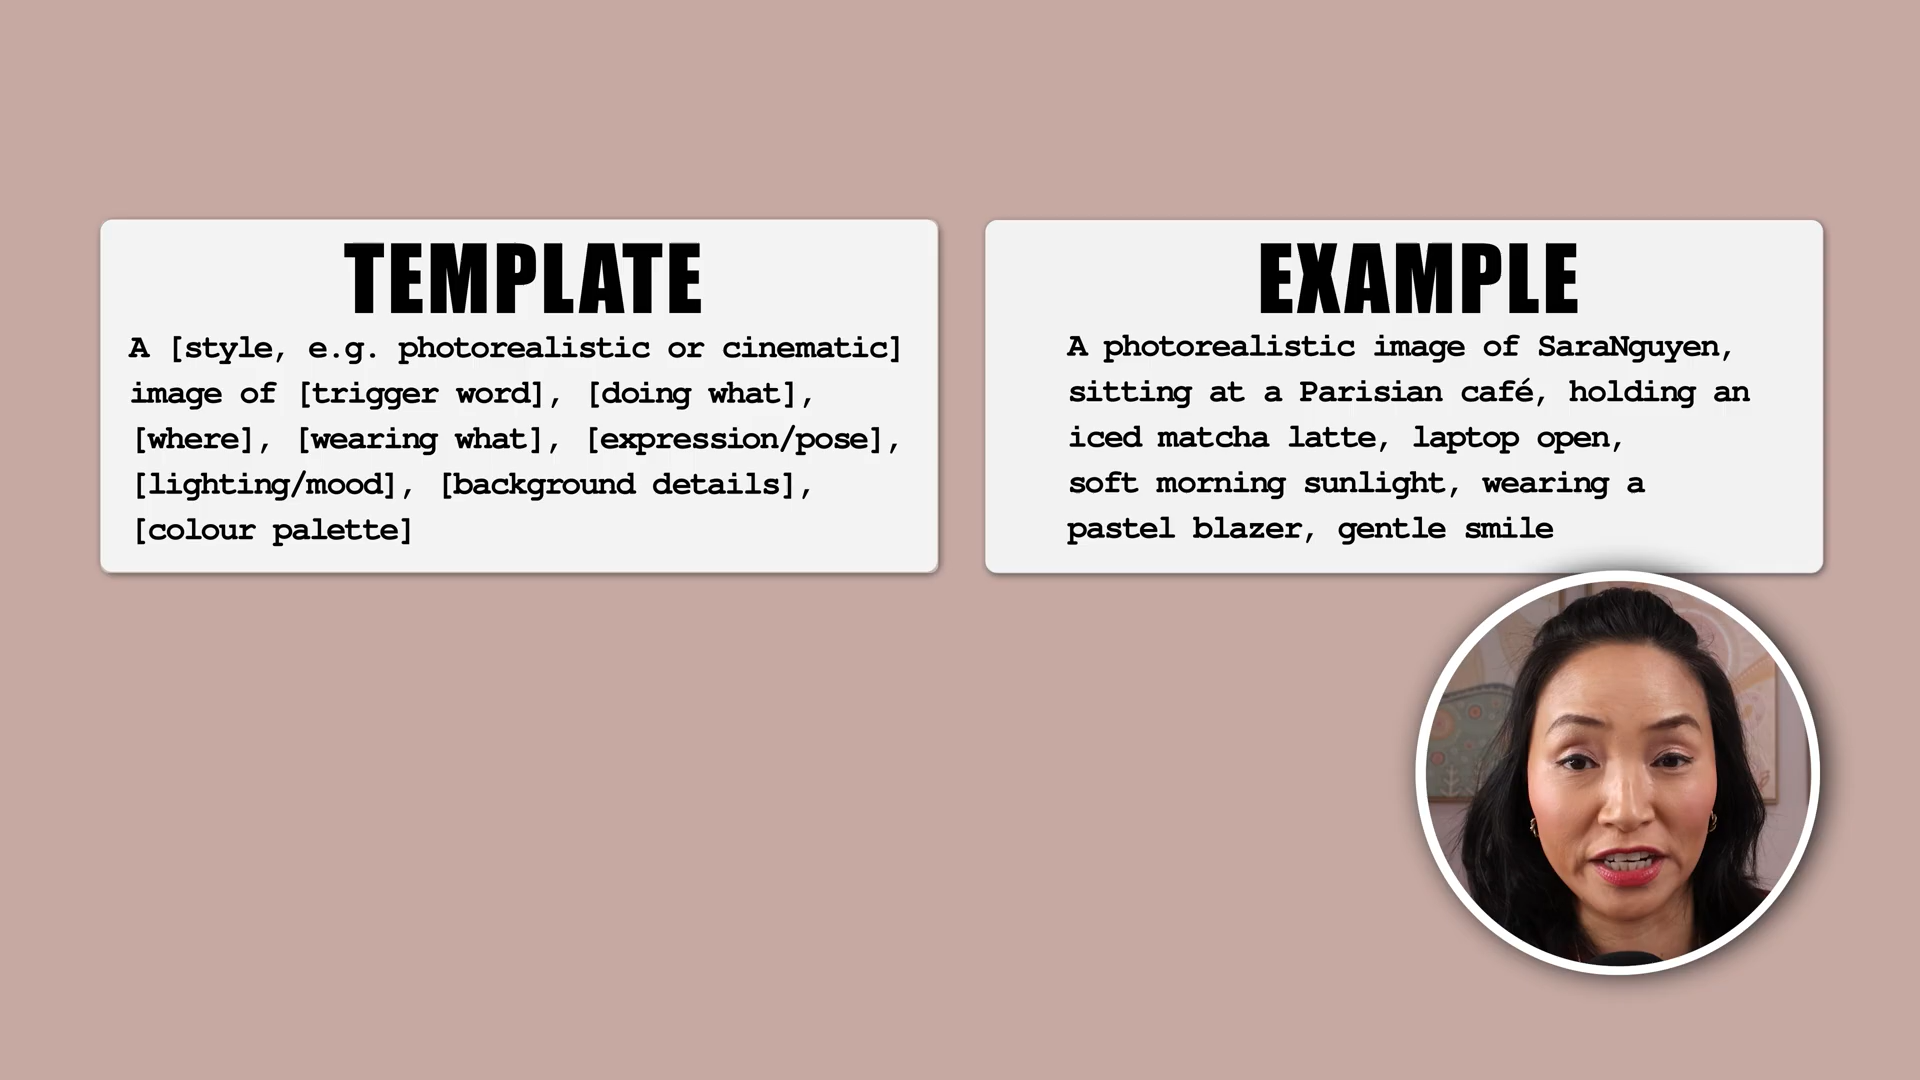 TEMPLATE
A [style, e.g. photorealistic or cinematic]
image of [trigger word], [doing what],
[where], [wearing what], [expression/pose],
[lighting/mood], [background details],
[colour palette]
EXAMPLE
A photorealistic image of SaraNguyen,
sitting at a Parisian café, holding an
iced matcha latte, laptop open,
soft morning sunlight, wearing a
pastel blazer, gentle smile